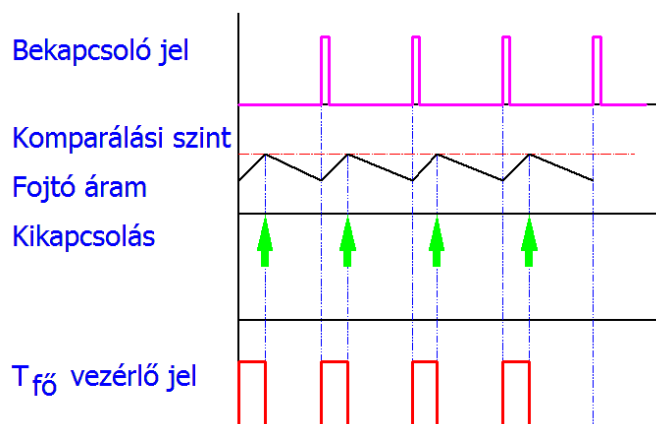 Bekapcsoló jel
Komparálási szint
Fojtó áram
Kikapcsolás
Tfő vezérlő jel